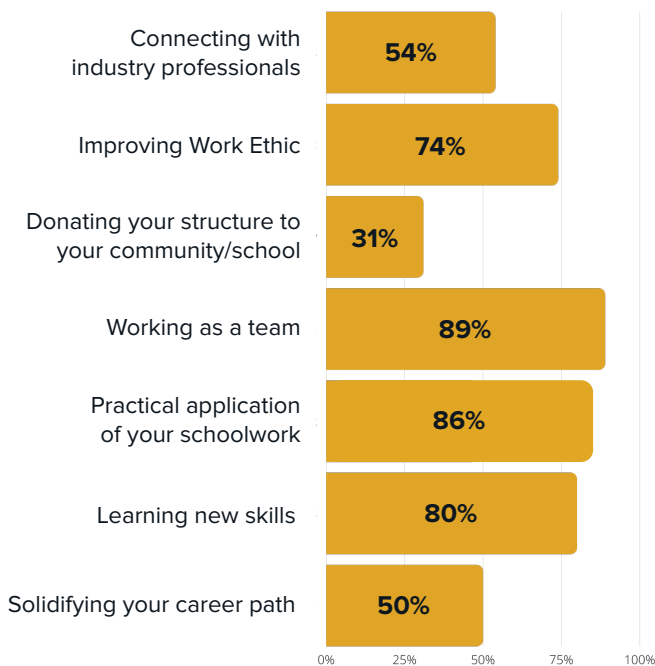 Connecting with
industry professionals
54%
Improving Work Ethic
74%
Donating your structure to
your community/school
31%
Working as a team
89%
Practical application
of your schoolwork
86%
Learning new skills
80%
Solidifying your career path
50%
0% 25% 50% 75% 100%